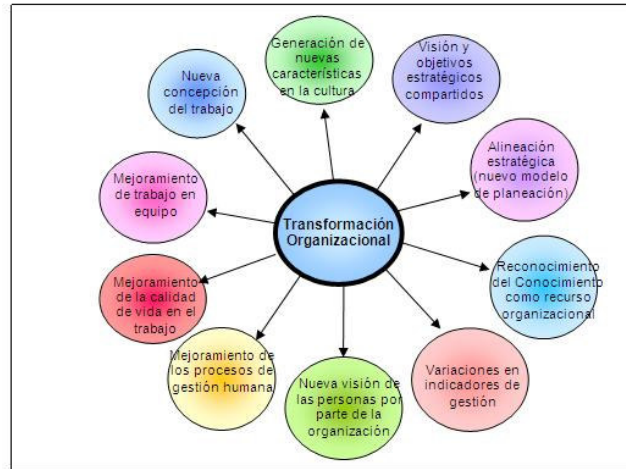 Generación de
nuevas
características
en la cultura
Visión y
objetivos
estratégicos
compartidos
Nueva
concepción
del trabajo
Alineación
estratégica
(nuevo modelo
de planeación)
Mejoramiento
de trabajo en
equipo
Transformación
Organizacional
Reconocimiento
del Conocimiento
como recurso
organizacional
Mejoramiento
de la calidad
de vida en el
trabajo
Mejoramiento de
los procesos de
gestión humana
Nueva visión de
las personas por
parte de la
organización
Variaciones en
indicadores de
gestión